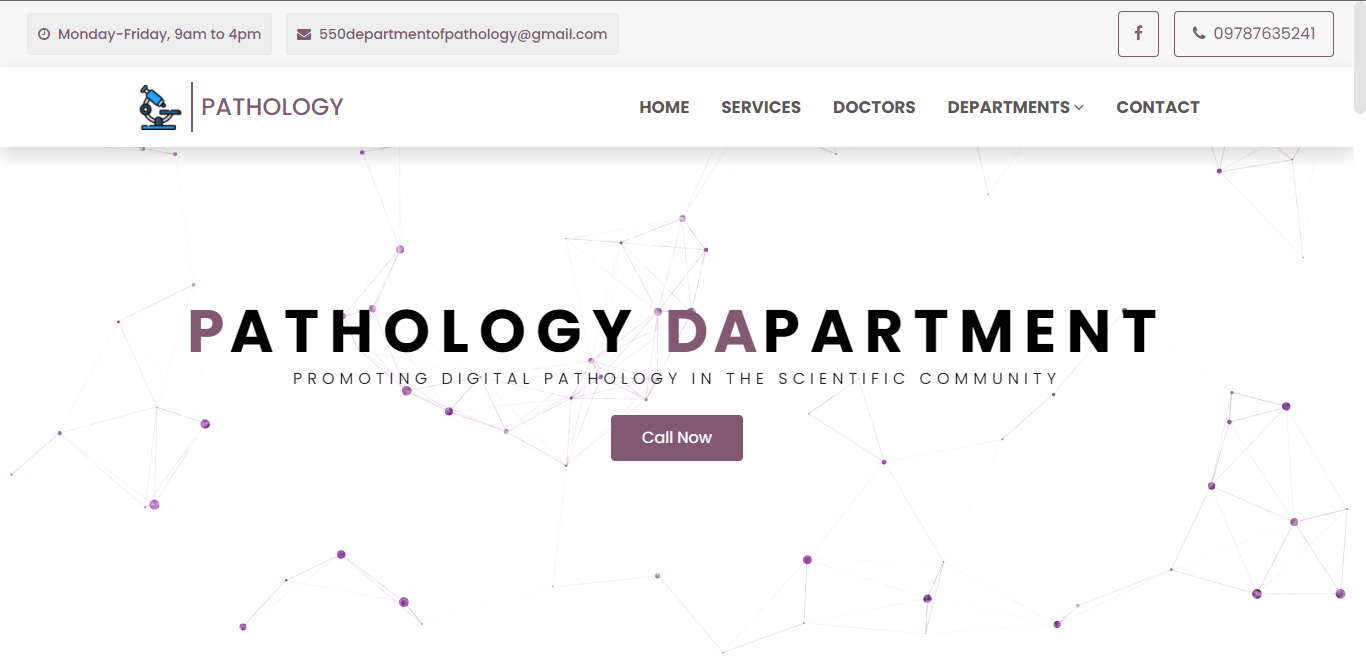 Monday-Friday, 9am to 4pm
550departmentofpathology@gmail.com
09787635241
PATHOLOGY
HOME SERVICES DOCTORS DEPARTMENTS CONTACT
PATHOLOGY DAPARTMENT
PROMOTING DIGITAL PATHOLOGY IN THE SCIENTIFIC COMMUNITY
Call Now